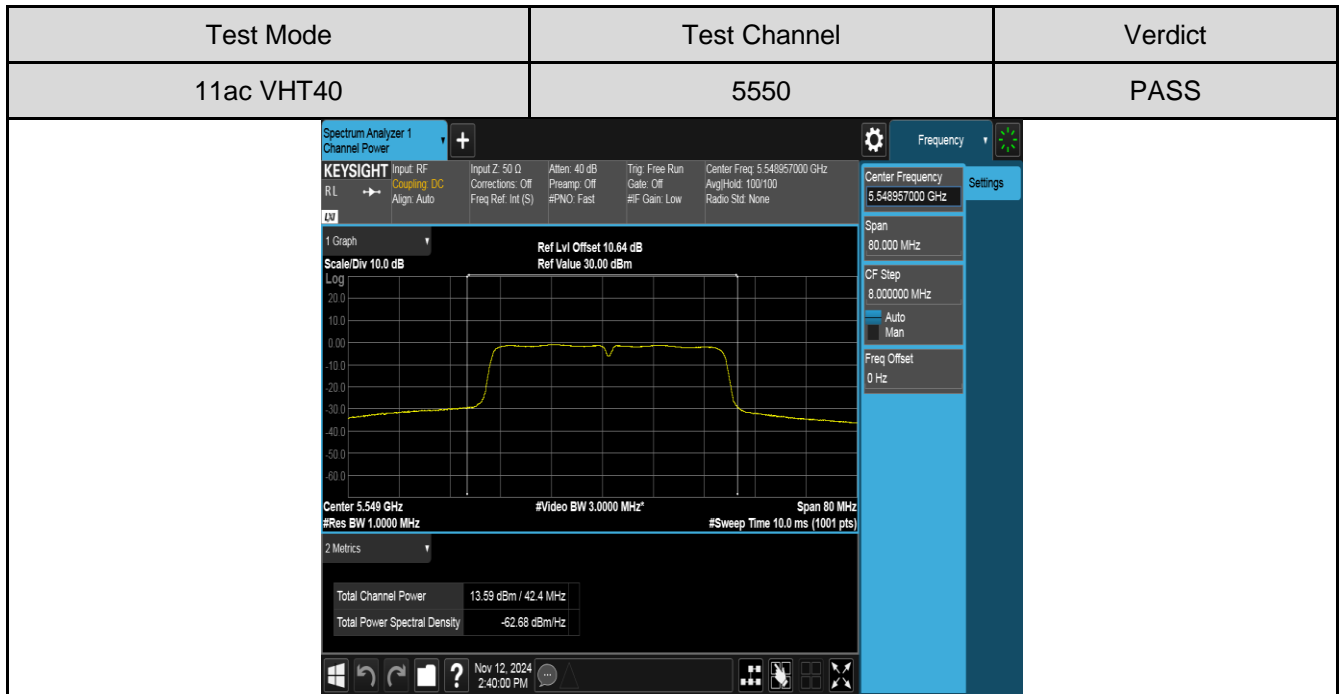 Test Mode Test Channel Verdict
11ac VHT40 5550 PASS
Spectrum Analyzer 1
Channel Power
Frequency
KEYSIGHT Input: RF Input Z: 50 Ω Atten: 40 dB Trig: Free Run Center Freq: 5.548957000 GHz
RL Coupling: DC Corrections: Off Preamp: Off Gate: Off Avg|Hold: 100/100
Align: Auto Freq Ref: Int (S) #PNO: Fast #IF Gain: Low Radio Std: None
LXI
Center Frequency
5.548957000 GHz
Settings
Span
80.000 MHz
CF Step
8.000000 MHz
Auto
Man
Freq Offset
0 Hz
1 Graph
Ref Lvl Offset 10.64 dB
Scale/Div 10.0 dB Ref Value 30.00 dBm
Log
20.0
10.0
0.00
-10.0
-20.0
-30.0
-40.0
-50.0
-60.0
Center 5.549 GHz #Video BW 3.0000 MHz* Span 80 MHz
#Res BW 1.0000 MHz #Sweep Time 10.0 ms (1001 pts)
2 Metrics
Total Channel Power 13.59 dBm / 42.4 MHz
Total Power Spectral Density -62.68 dBm/Hz
? Nov 12, 2024
2:40:00 PM